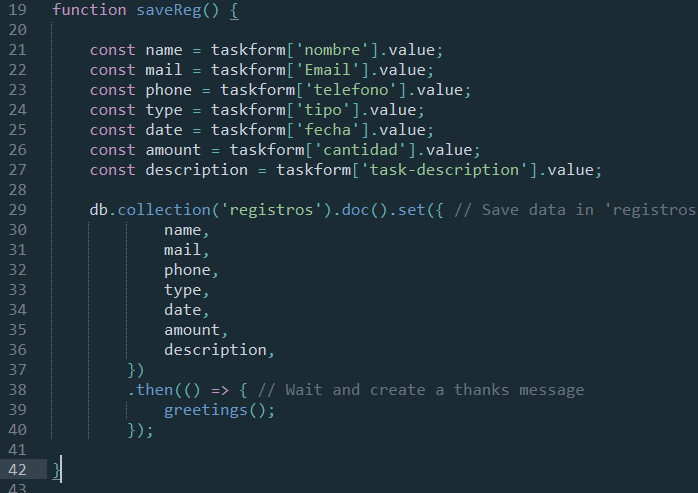 19 function saveReg() {
20
21 const name = taskform['nombre'].value;
22 const mail = taskform['Email'].value;
23 const phone = taskform['telefono'].value;
24 const type = taskform['tipo'].value;
25 const date = taskform['fecha'].value;
26 const amount = taskform['cantidad'].value;
27 const description = taskform['task-description'].value;
28
29 db.collection('registros').doc().set({ // Save data in 'registros
30 name,
31 mail,
32 phone,
33 type,
34 date,
35 amount,
36 description,
37 })
38 .then(() => { // Wait and create a thanks message
39 greetings();
40 });
41
42 }
43